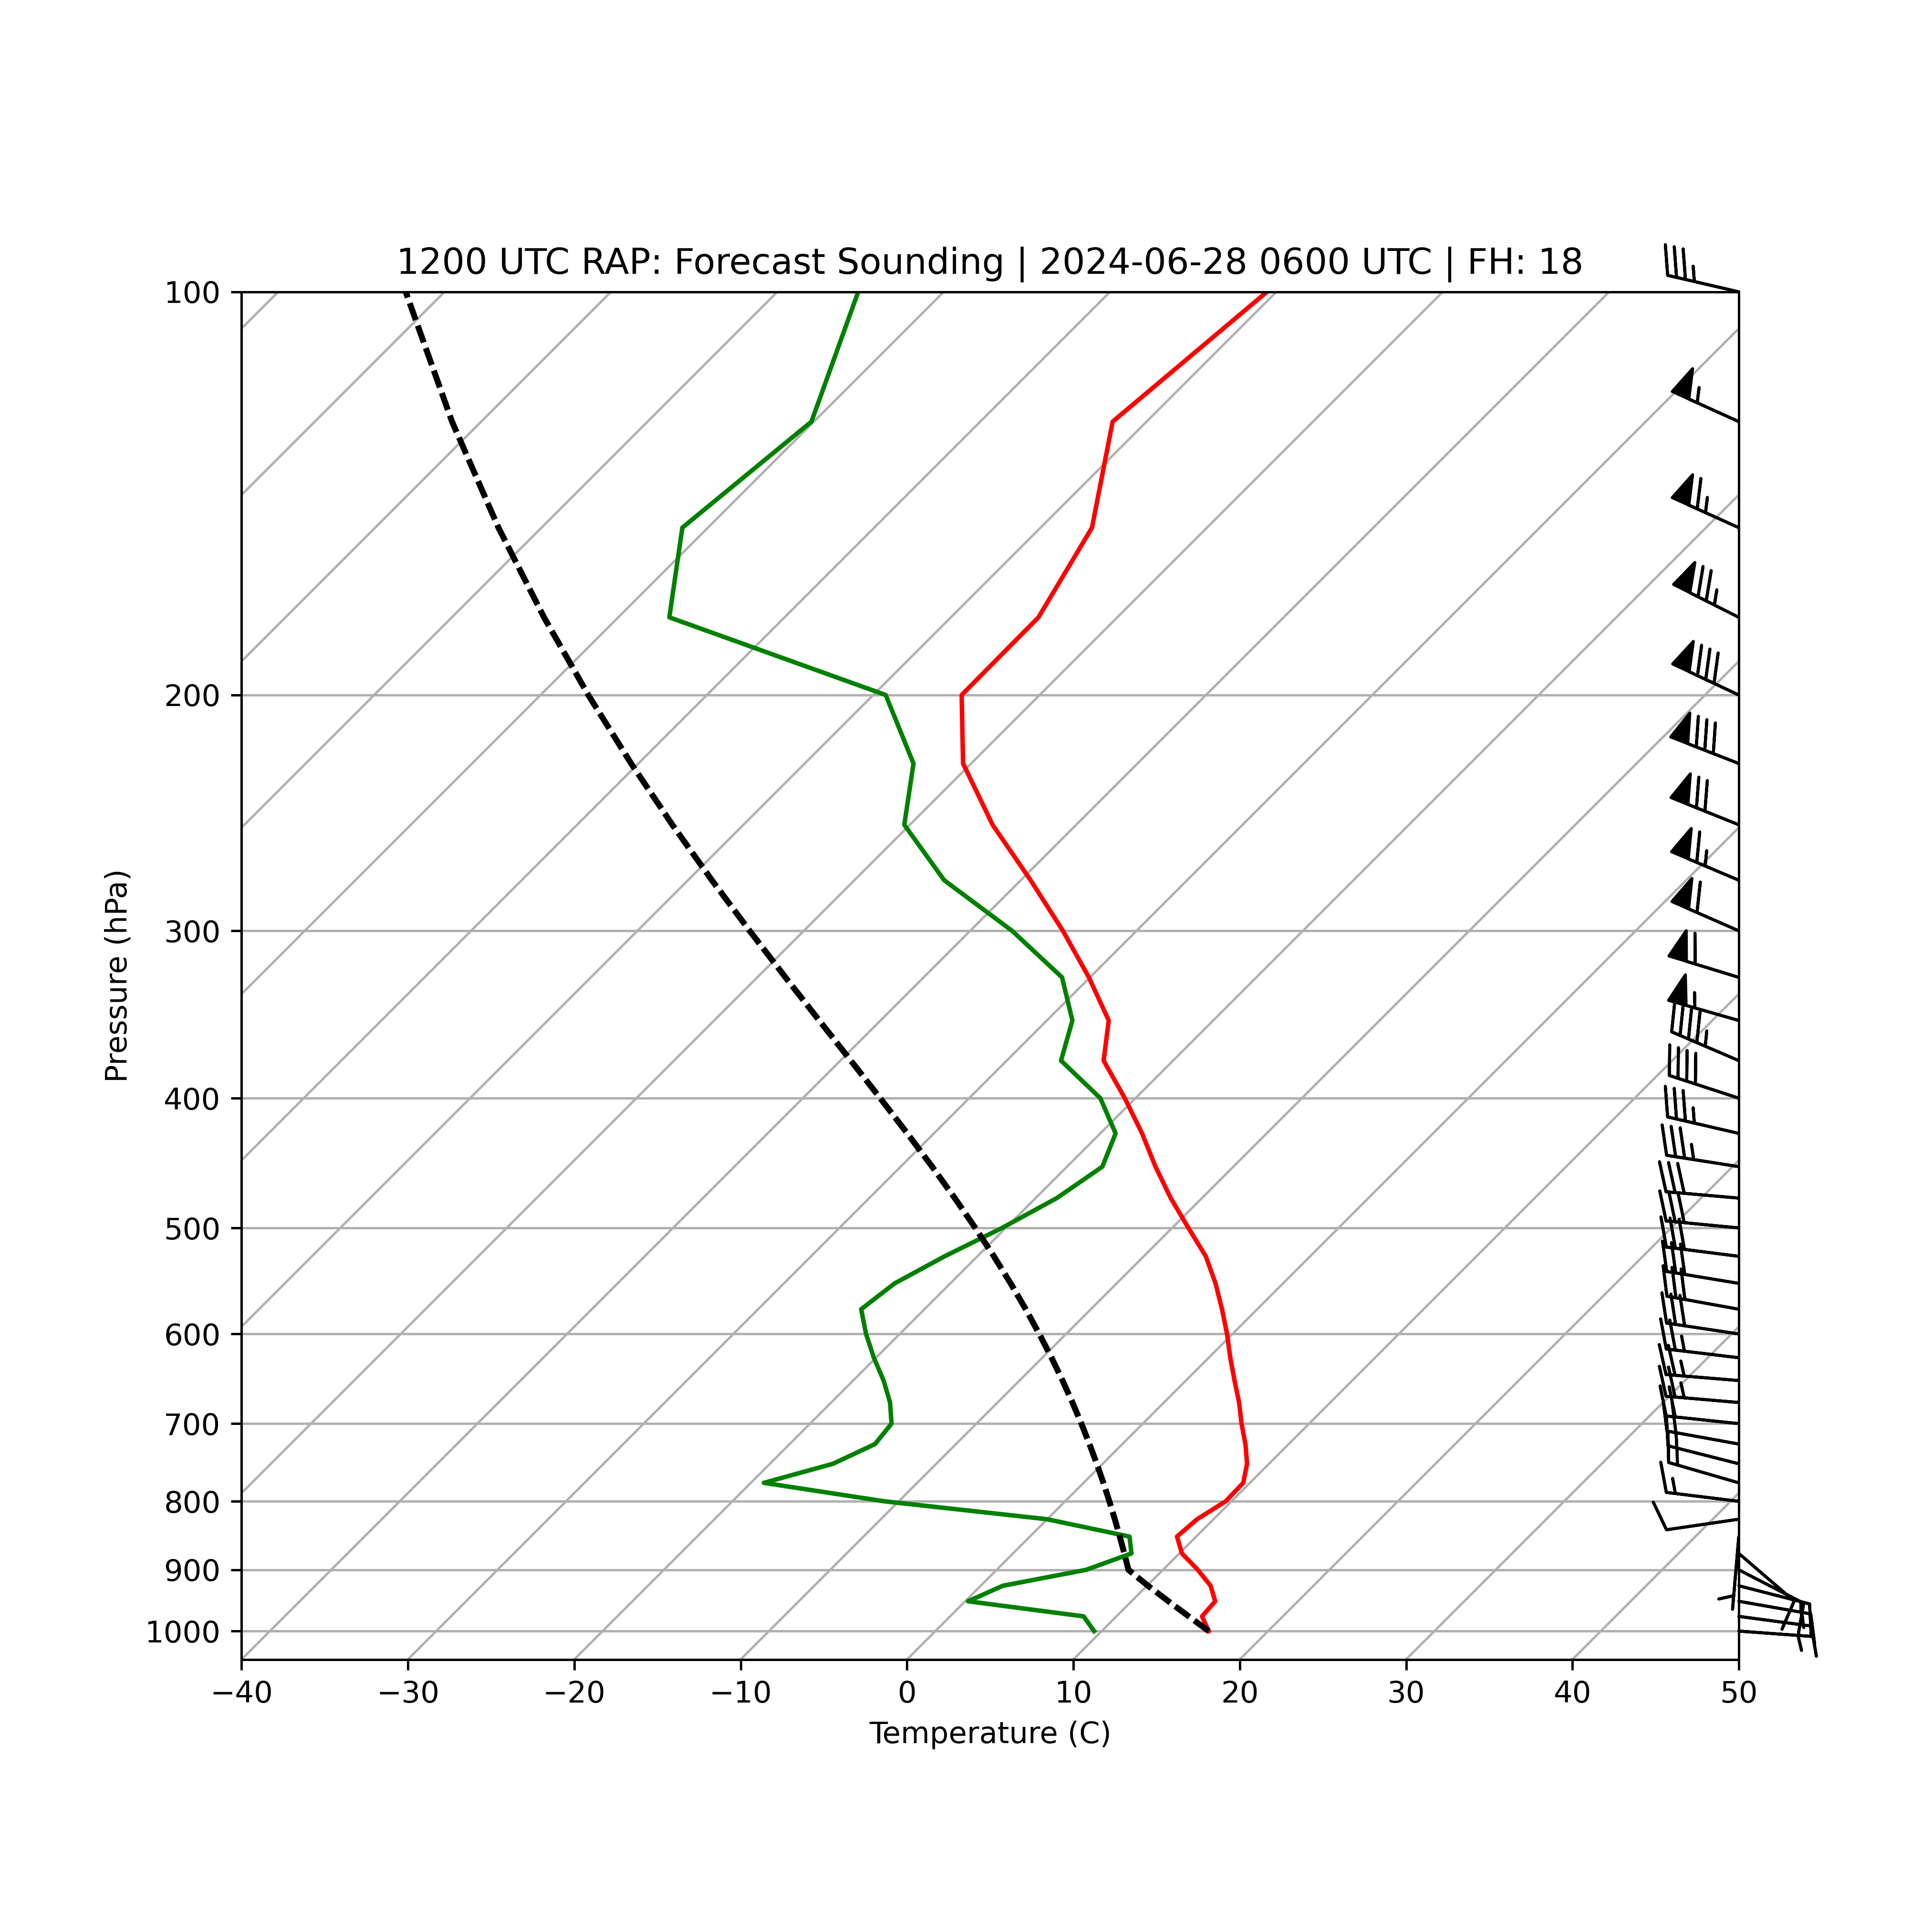 1200 UTC RAP: Forecast Sounding | 2024-06-28 0600 UTC | FH: 18
100
200
300
400
500
600
700
800
900
1000
Pressure (hPa)
−40 −30 −20 −10 0 10 20 30 40 50
Temperature (C)